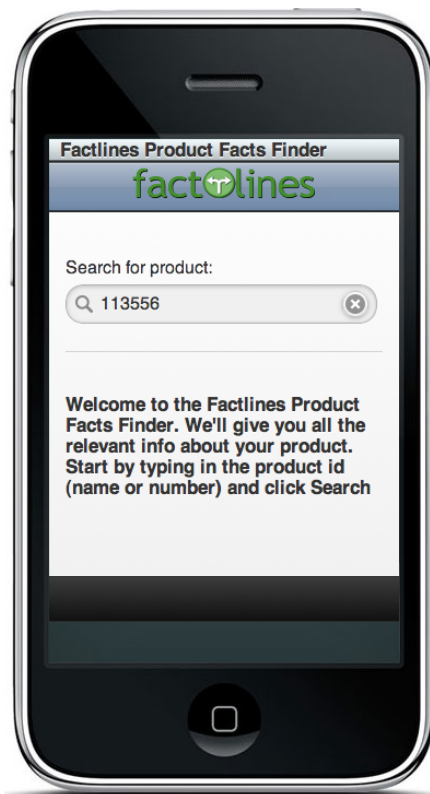 Factlines Product Facts Finder
factlines
Search for product:
113556
Welcome to the Factlines Product
Facts Finder. We'll give you all the
relevant info about your product.
Start by typing in the product id
(name or number) and click Search